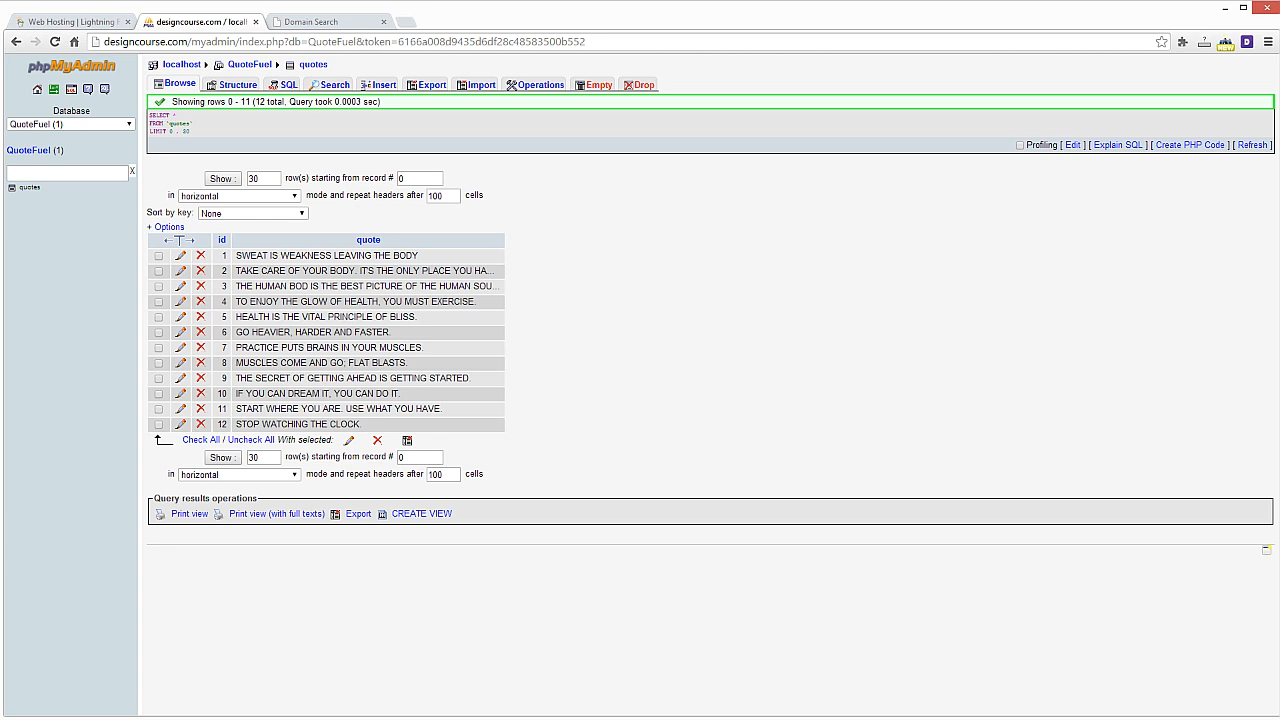 Web Hosting | Lightning F
designcourse.com / locall
Domain Search
designcourse.com/myadmin/index.php?db=QuoteFuel&token=6166a008d9435d6df28c48583500b552
phpMyAdmin
Database
QuoteFuel (1)
QuoteFuel (1)
X
quotes
localhost
QuoteFuel
quotes
Browse Structure SQL Search Insert Export Import Operations Empty Drop
Showing rows 0 - 11 (12 total, Query took 0.0003 sec)
SELECT *
FROM `quotes`
LIMIT 0 , 30
Profiling [ Edit ] [ Explain SQL ] [ Create PHP Code ] [ Refresh ]
Show : 30 row(s) starting from record # 0
in horizontal mode and repeat headers after 100 cells
Sort by key: None
+ Options
←T→ id quote
1 SWEAT IS WEAKNESS LEAVING THE BODY
2 TAKE CARE OF YOUR BODY. IT'S THE ONLY PLACE YOU HA...
3 THE HUMAN BOD IS THE BEST PICTURE OF THE HUMAN SOU...
4 TO ENJOY THE GLOW OF HEALTH, YOU MUST EXERCISE.
5 HEALTH IS THE VITAL PRINCIPLE OF BLISS.
6 GO HEAVIER, HARDER AND FASTER.
7 PRACTICE PUTS BRAINS IN YOUR MUSCLES.
8 MUSCLES COME AND GO; FLAT BLASTS.
9 THE SECRET OF GETTING AHEAD IS GETTING STARTED.
10 IF YOU CAN DREAM IT, YOU CAN DO IT.
11 START WHERE YOU ARE. USE WHAT YOU HAVE.
12 STOP WATCHING THE CLOCK.
Check All / Uncheck All With selected:
Show : 30 row(s) starting from record # 0
in horizontal mode and repeat headers after 100 cells
Query results operations
Print view Print view (with full texts) Export CREATE VIEW